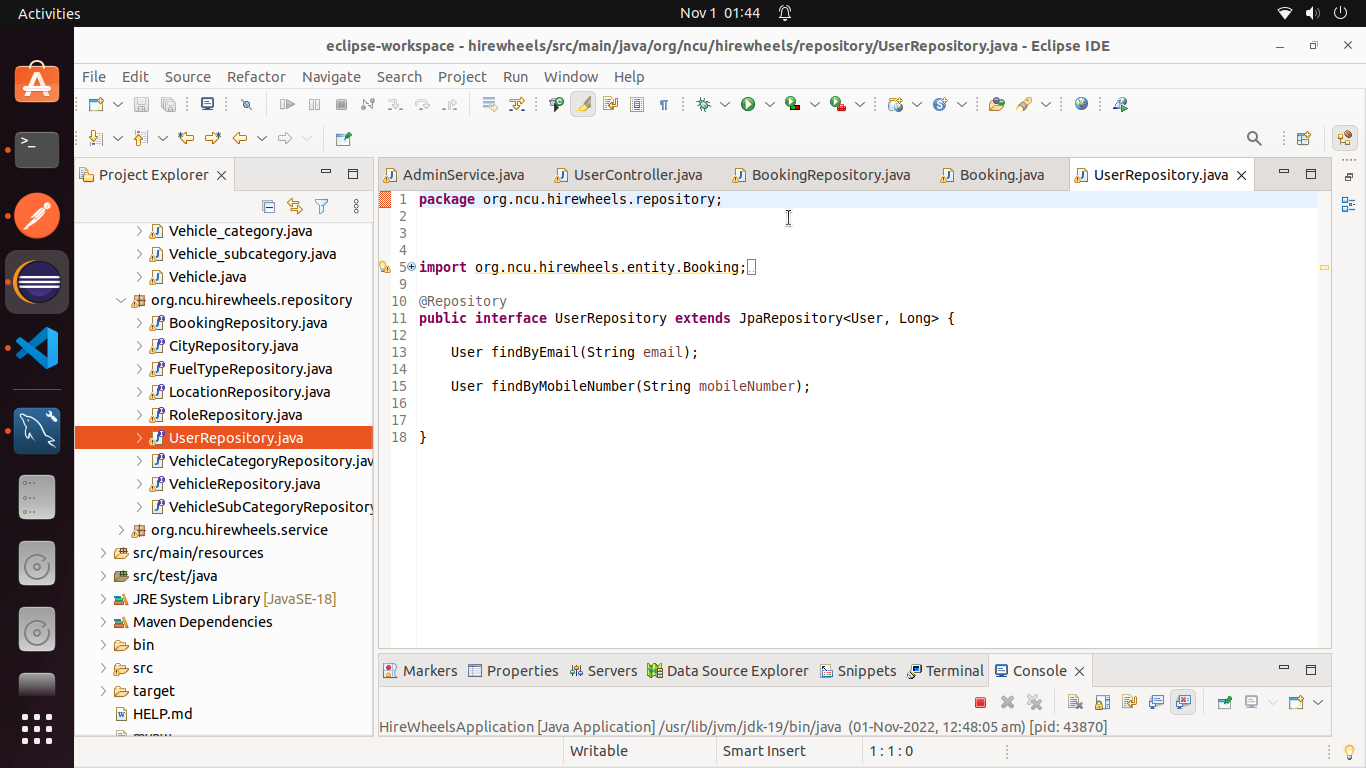 Activities
Nov 1 01:44
eclipse-workspace - hirewheels/src/main/java/org/ncu/hirewheels/repository/UserRepository.java - Eclipse IDE
File Edit Source Refactor Navigate Search Project Run Window Help
Project Explorer
AdminService.java UserController.java BookingRepository.java Booking.java UserRepository.java
Vehicle_category.java
Vehicle_subcategory.java
Vehicle.java
org.ncu.hirewheels.repository
BookingRepository.java
CityRepository.java
FuelTypeRepository.java
LocationRepository.java
RoleRepository.java
UserRepository.java
VehicleCategoryRepository.jav
VehicleRepository.java
VehicleSubCategoryRepository
org.ncu.hirewheels.service
src/main/resources
src/test/java
JRE System Library [JavaSE-18]
Maven Dependencies
bin
src
target
HELP.md
1 package org.ncu.hirewheels.repository;
2
3
4
5 import org.ncu.hirewheels.entity.Booking;
9
10 @Repository
11 public interface UserRepository extends JpaRepository<User, Long> {
12
13 User findByEmail(String email);
14
15 User findByMobileNumber(String mobileNumber);
16
17
18 }
Markers Properties Servers Data Source Explorer Snippets Terminal Console
HireWheelsApplication [Java Application] /usr/lib/jvm/jdk-19/bin/java (01-Nov-2022, 12:48:05 am) [pid: 43870]
Writable Smart Insert 1 : 1 : 0